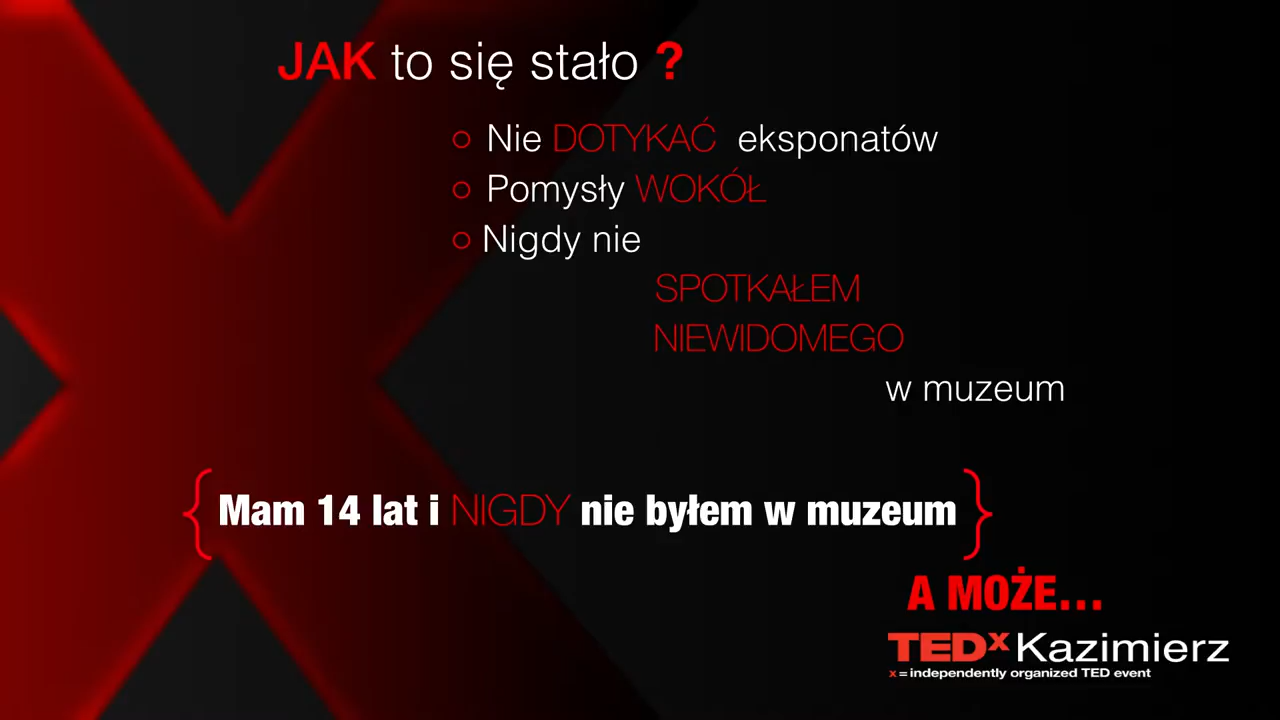 JAK to się stało ?
Nie DOTYKAĆ eksponatów
Pomysły WOKÓŁ
Nigdy nie
SPOTKAŁEM
NIEWIDOMEGO
w muzeum
{Mam 14 lat i NIGDY nie byłem w muzeum}
A MOŻE...
TEDxKazimierz
x = independently organized TED event